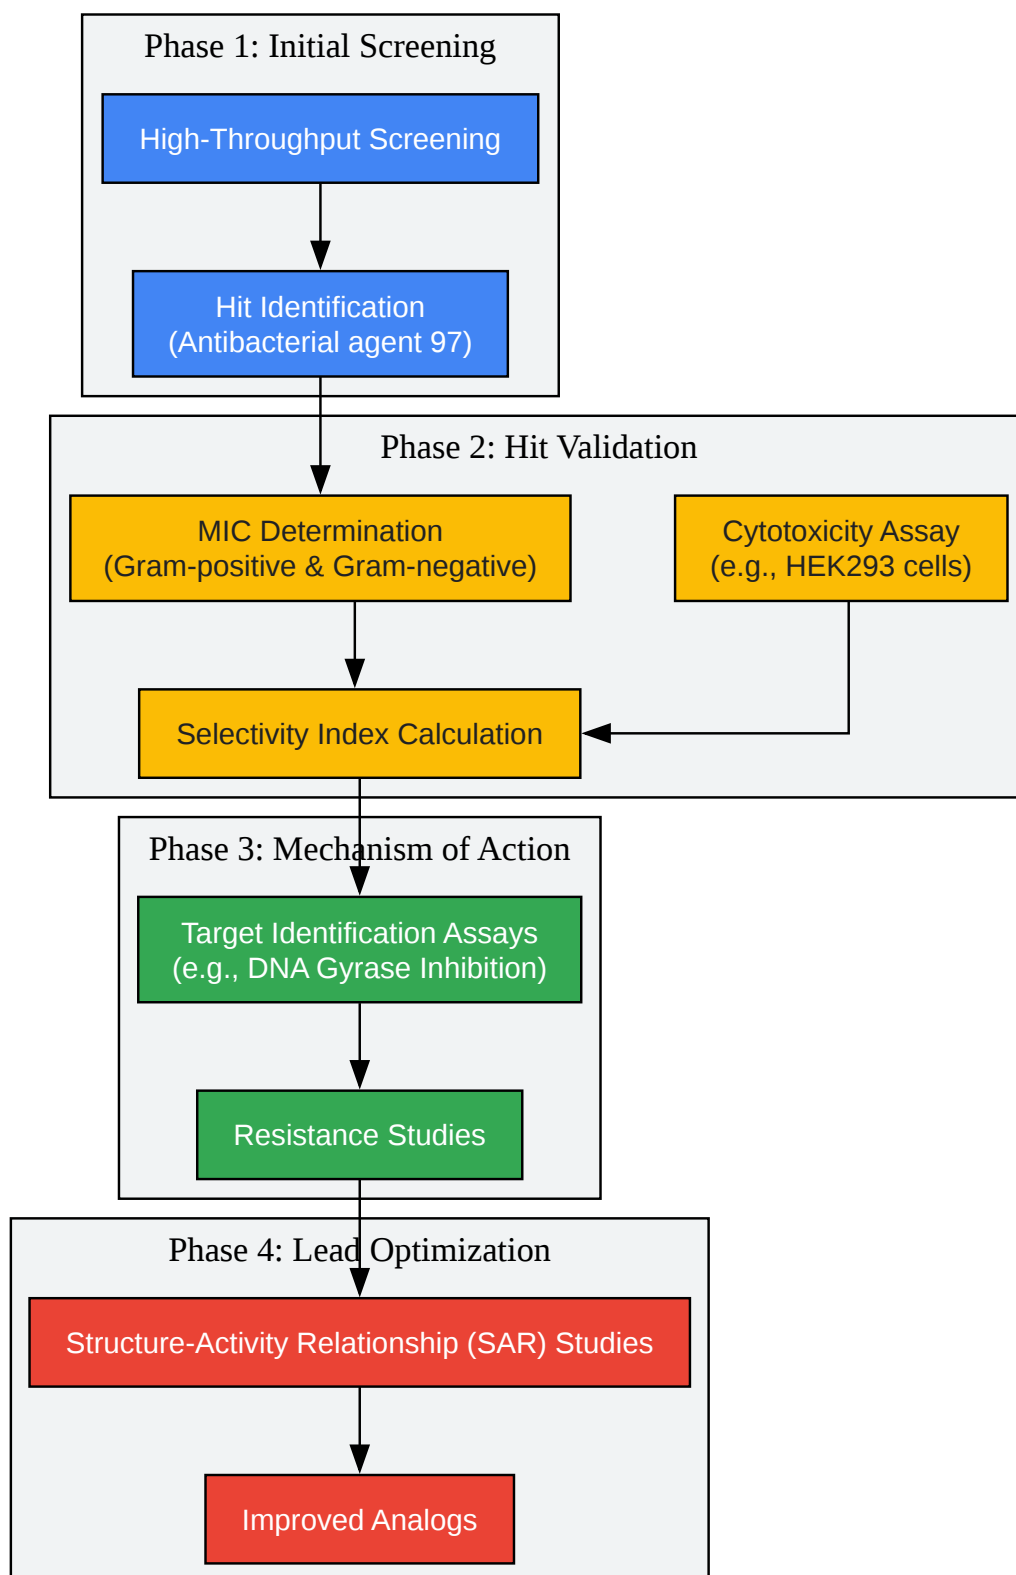 Phase 1: Initial Screening
High-Throughput Screening
Hit Identification
(Antibacterial agent 97)
Phase 2: Hit Validation
MIC Determination
(Gram-positive & Gram-negative)
Cytotoxicity Assay
(e.g., HEK293 cells)
Selectivity Index Calculation
Phase 3: Mechanism of Action
Target Identification Assays
(e.g., DNA Gyrase Inhibition)
Resistance Studies
Phase 4: Lead Optimization
Structure-Activity Relationship (SAR) Studies
Improved Analogs